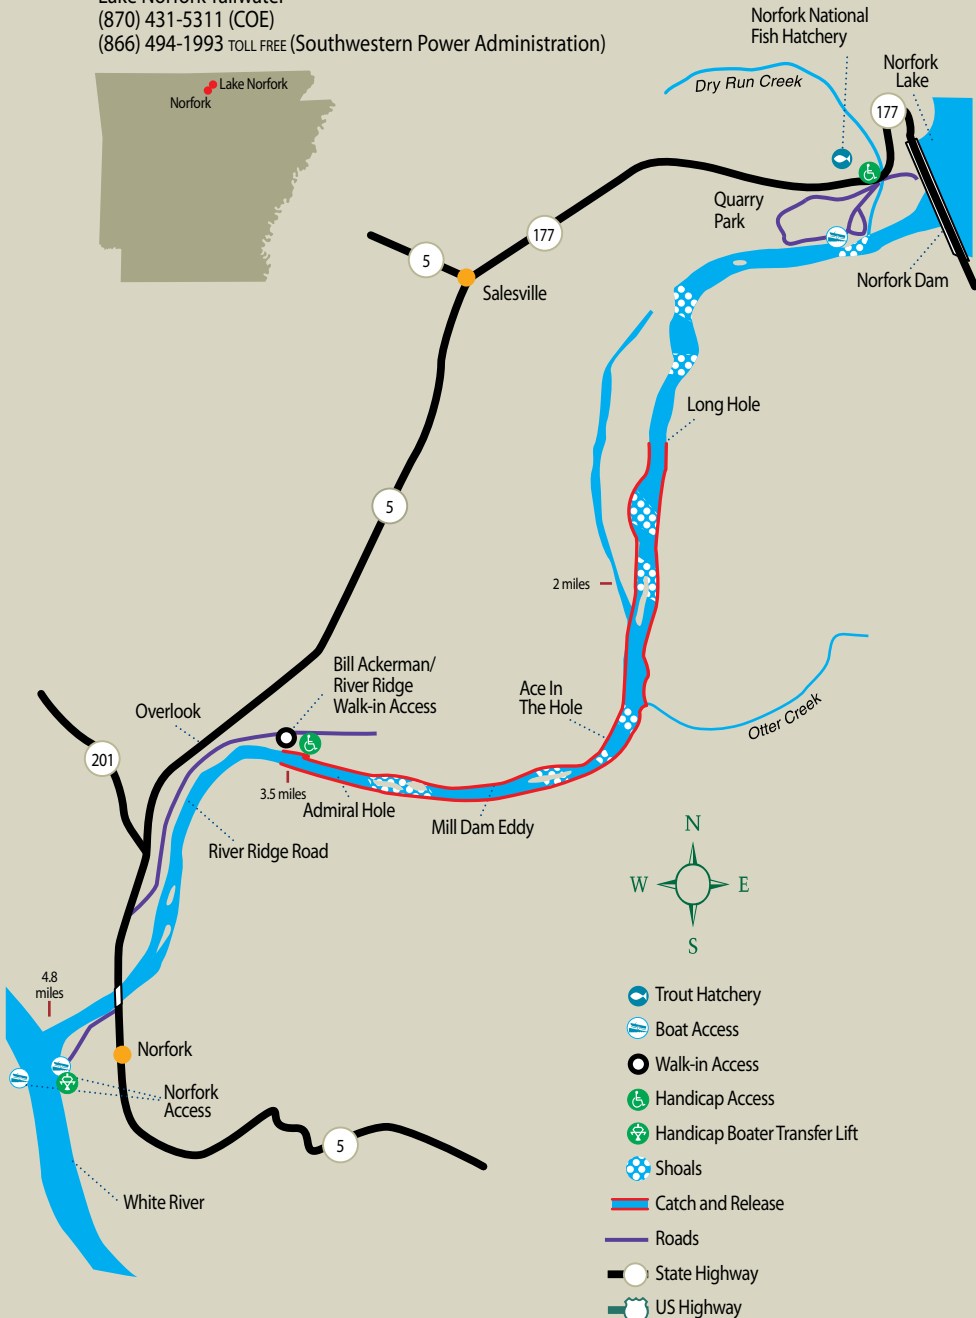 Lake Norfork Tailwater
(870) 431-5311 (COE)
(866) 494-1993 TOLL FREE (Southwestern Power Administration)
Lake Norfork
Norfork
Norfork National
Fish Hatchery
Norfork
Lake
Dry Run Creek
177
Quarry
Park
177
5
Salesville
Norfork Dam
Long Hole
5
2 miles
Bill Ackerman/
River Ridge
Walk-in Access
Ace In
The Hole
Overlook
Otter Creek
201
3.5 miles
Admiral Hole
Mill Dam Eddy
River Ridge Road
N
W
E
S
4.8
miles
Norfork
Norfork
Access
5
White River
Trout Hatchery
Boat Access
Walk-in Access
Handicap Access
Handicap Boater Transfer Lift
Shoals
Catch and Release
Roads
State Highway
US Highway